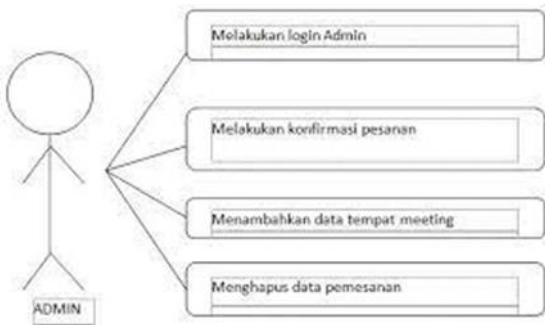 Melakukan login Admin
Melakukan konfirmasi pesanan
Menambahkan data tempat meeting
Menghapus data pemesanan
ADMIN